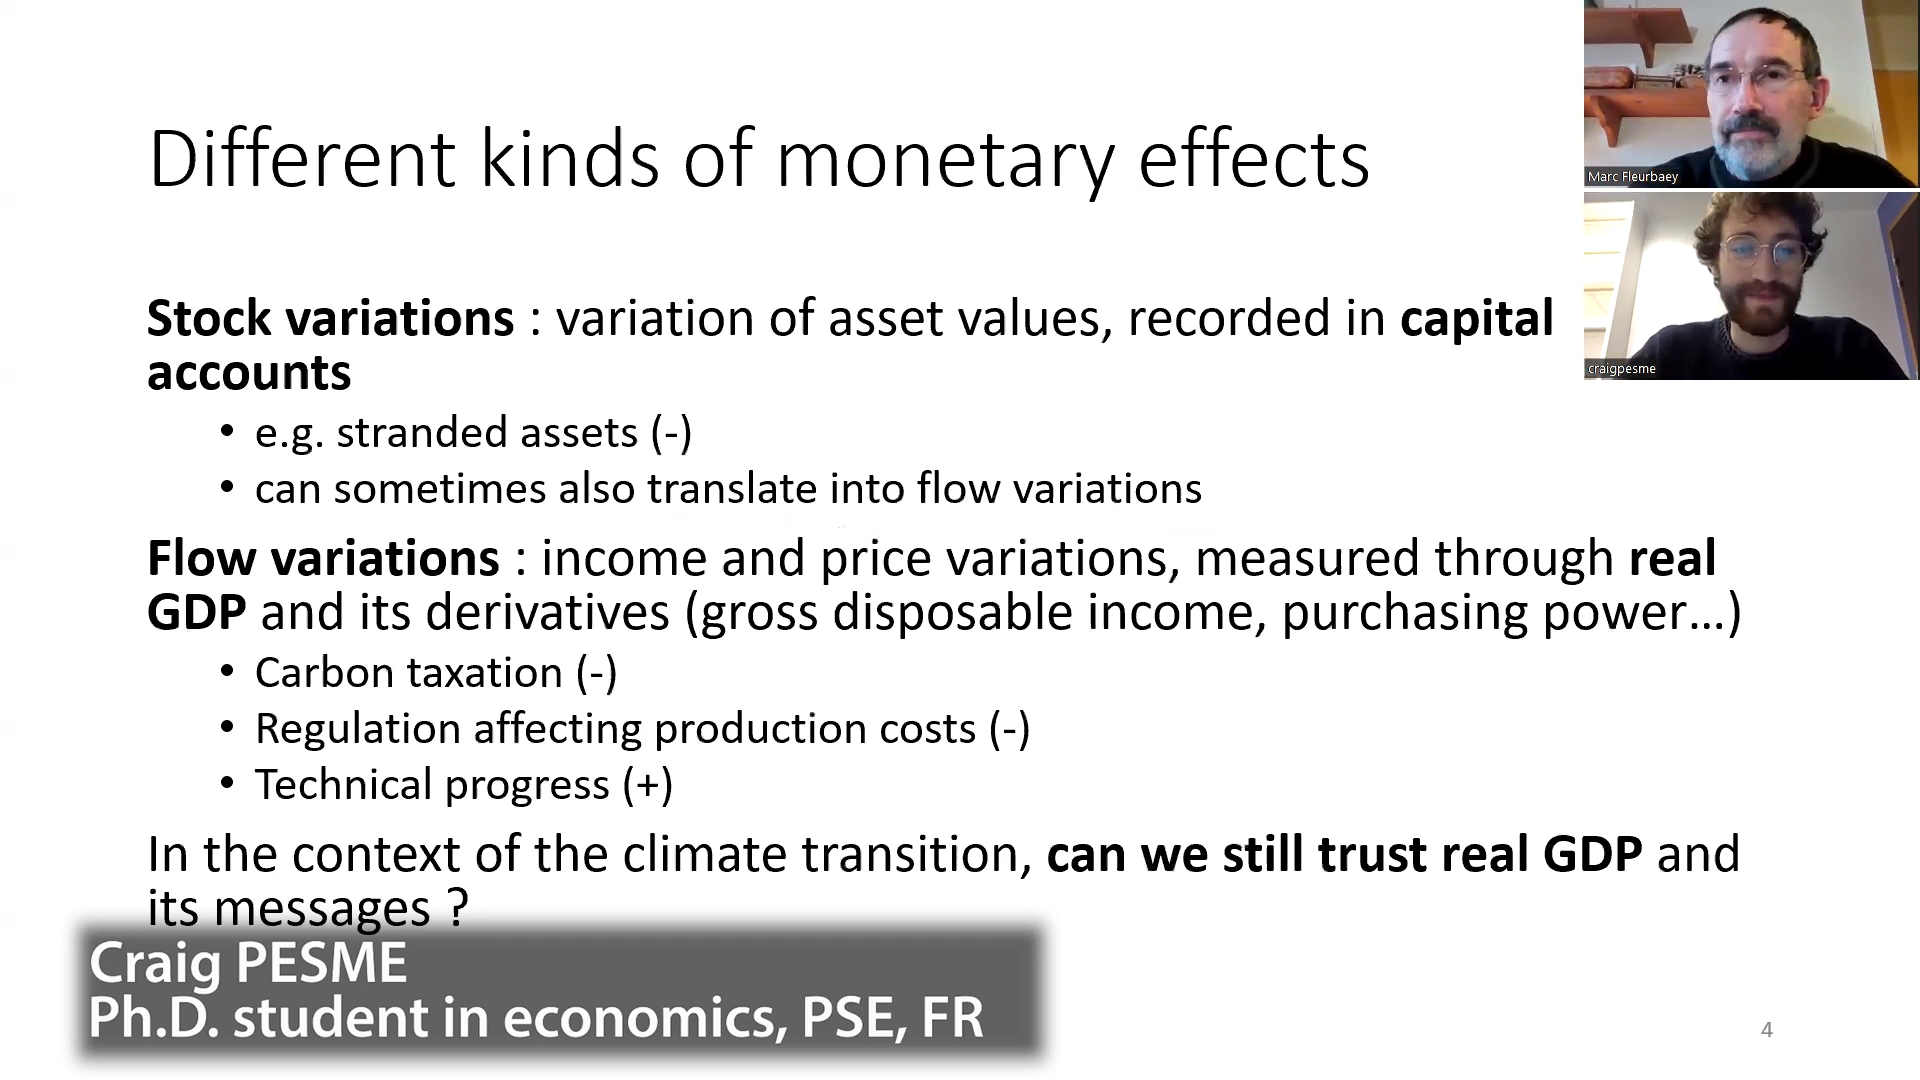 Different kinds of monetary effects
Marc Fleurbaey
craigpesme
Stock variations : variation of asset values, recorded in capital
accounts
• e.g. stranded assets (-)
• can sometimes also translate into flow variations
Flow variations : income and price variations, measured through real
GDP and its derivatives (gross disposable income, purchasing power…)
• Carbon taxation (-)
• Regulation affecting production costs (-)
• Technical progress (+)
In the context of the climate transition, can we still trust real GDP and
its messages ?
Craig PESME
Ph.D. student in economics, PSE, FR
4